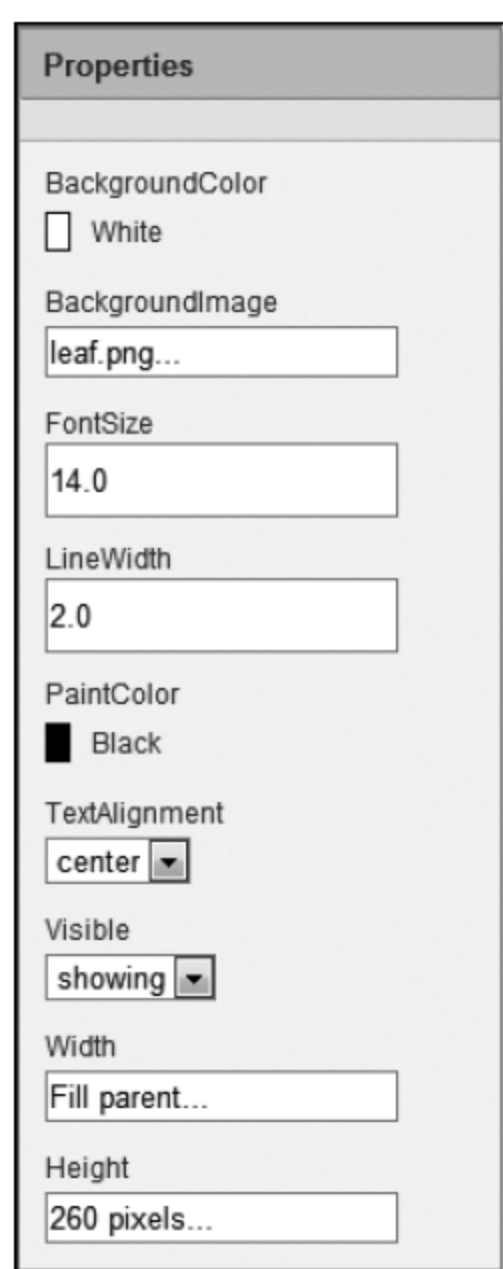 Properties
BackgroundColor
White
BackgroundImage
leaf.png...
FontSize
14.0
LineWidth
2.0
PaintColor
Black
TextAlignment
center
Visible
showing
Width
Fill parent...
Height
260 pixels...